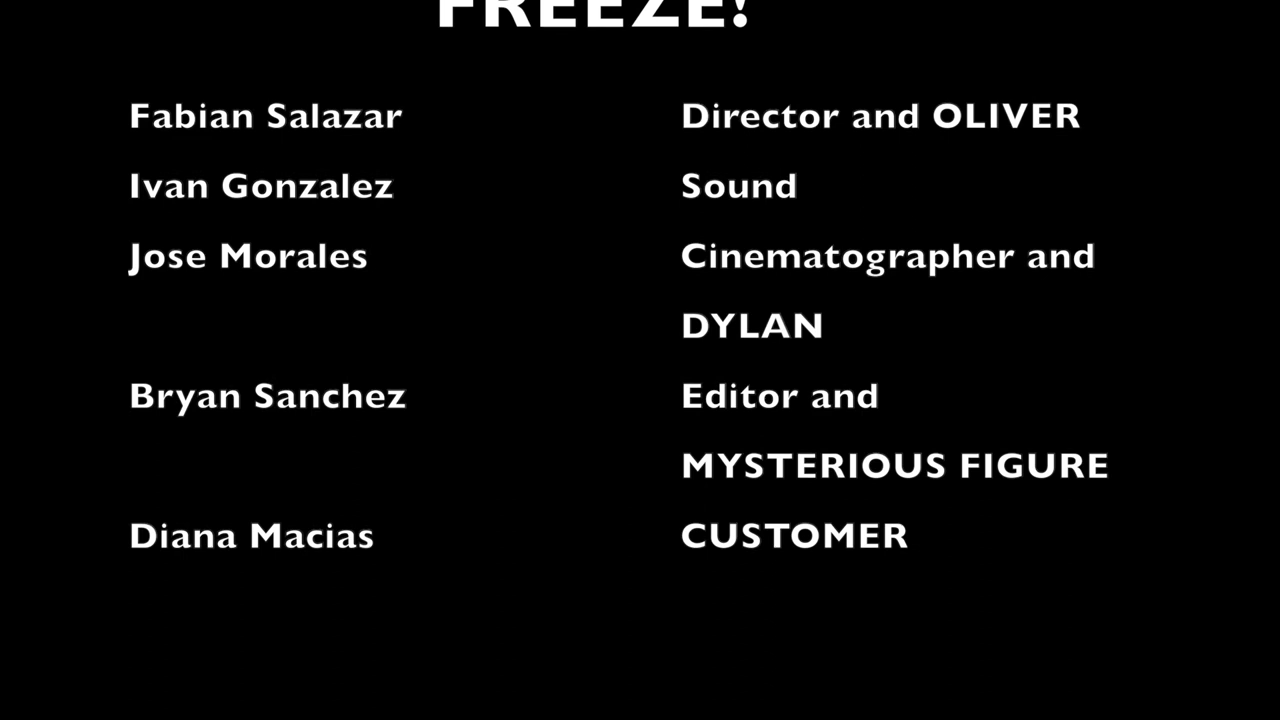 FREEZE!
Fabian Salazar Director and OLIVER
Ivan Gonzalez Sound
Jose Morales Cinematographer and
DYLAN
Bryan Sanchez Editor and
MYSTERIOUS FIGURE
Diana Macias CUSTOMER